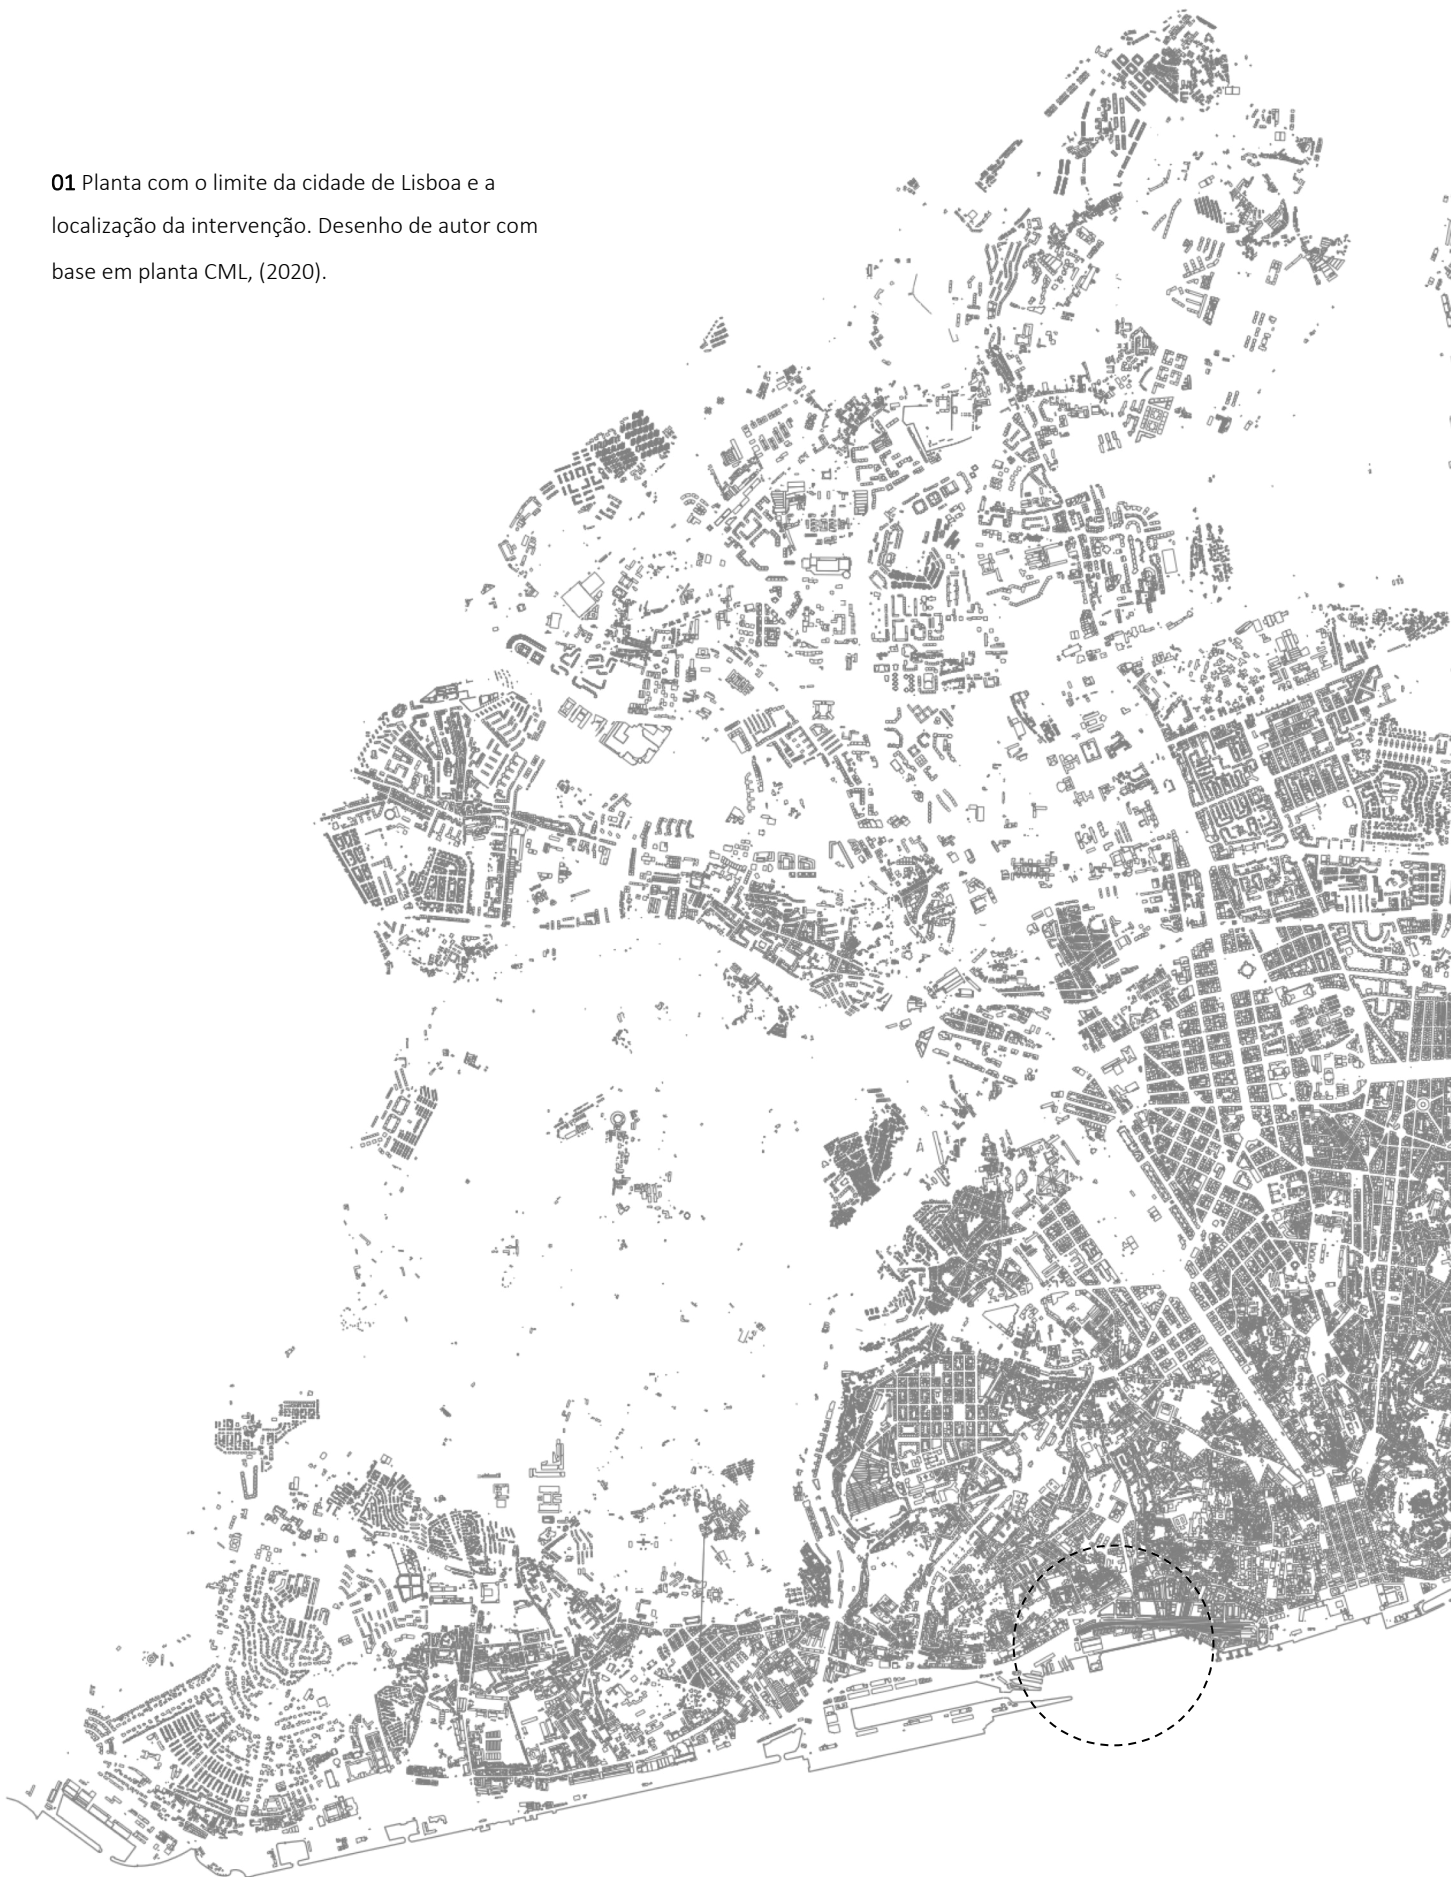 01 Planta com o limite da cidade de Lisboa e a
localização da intervenção. Desenho de autor com
base em planta CML, (2020).